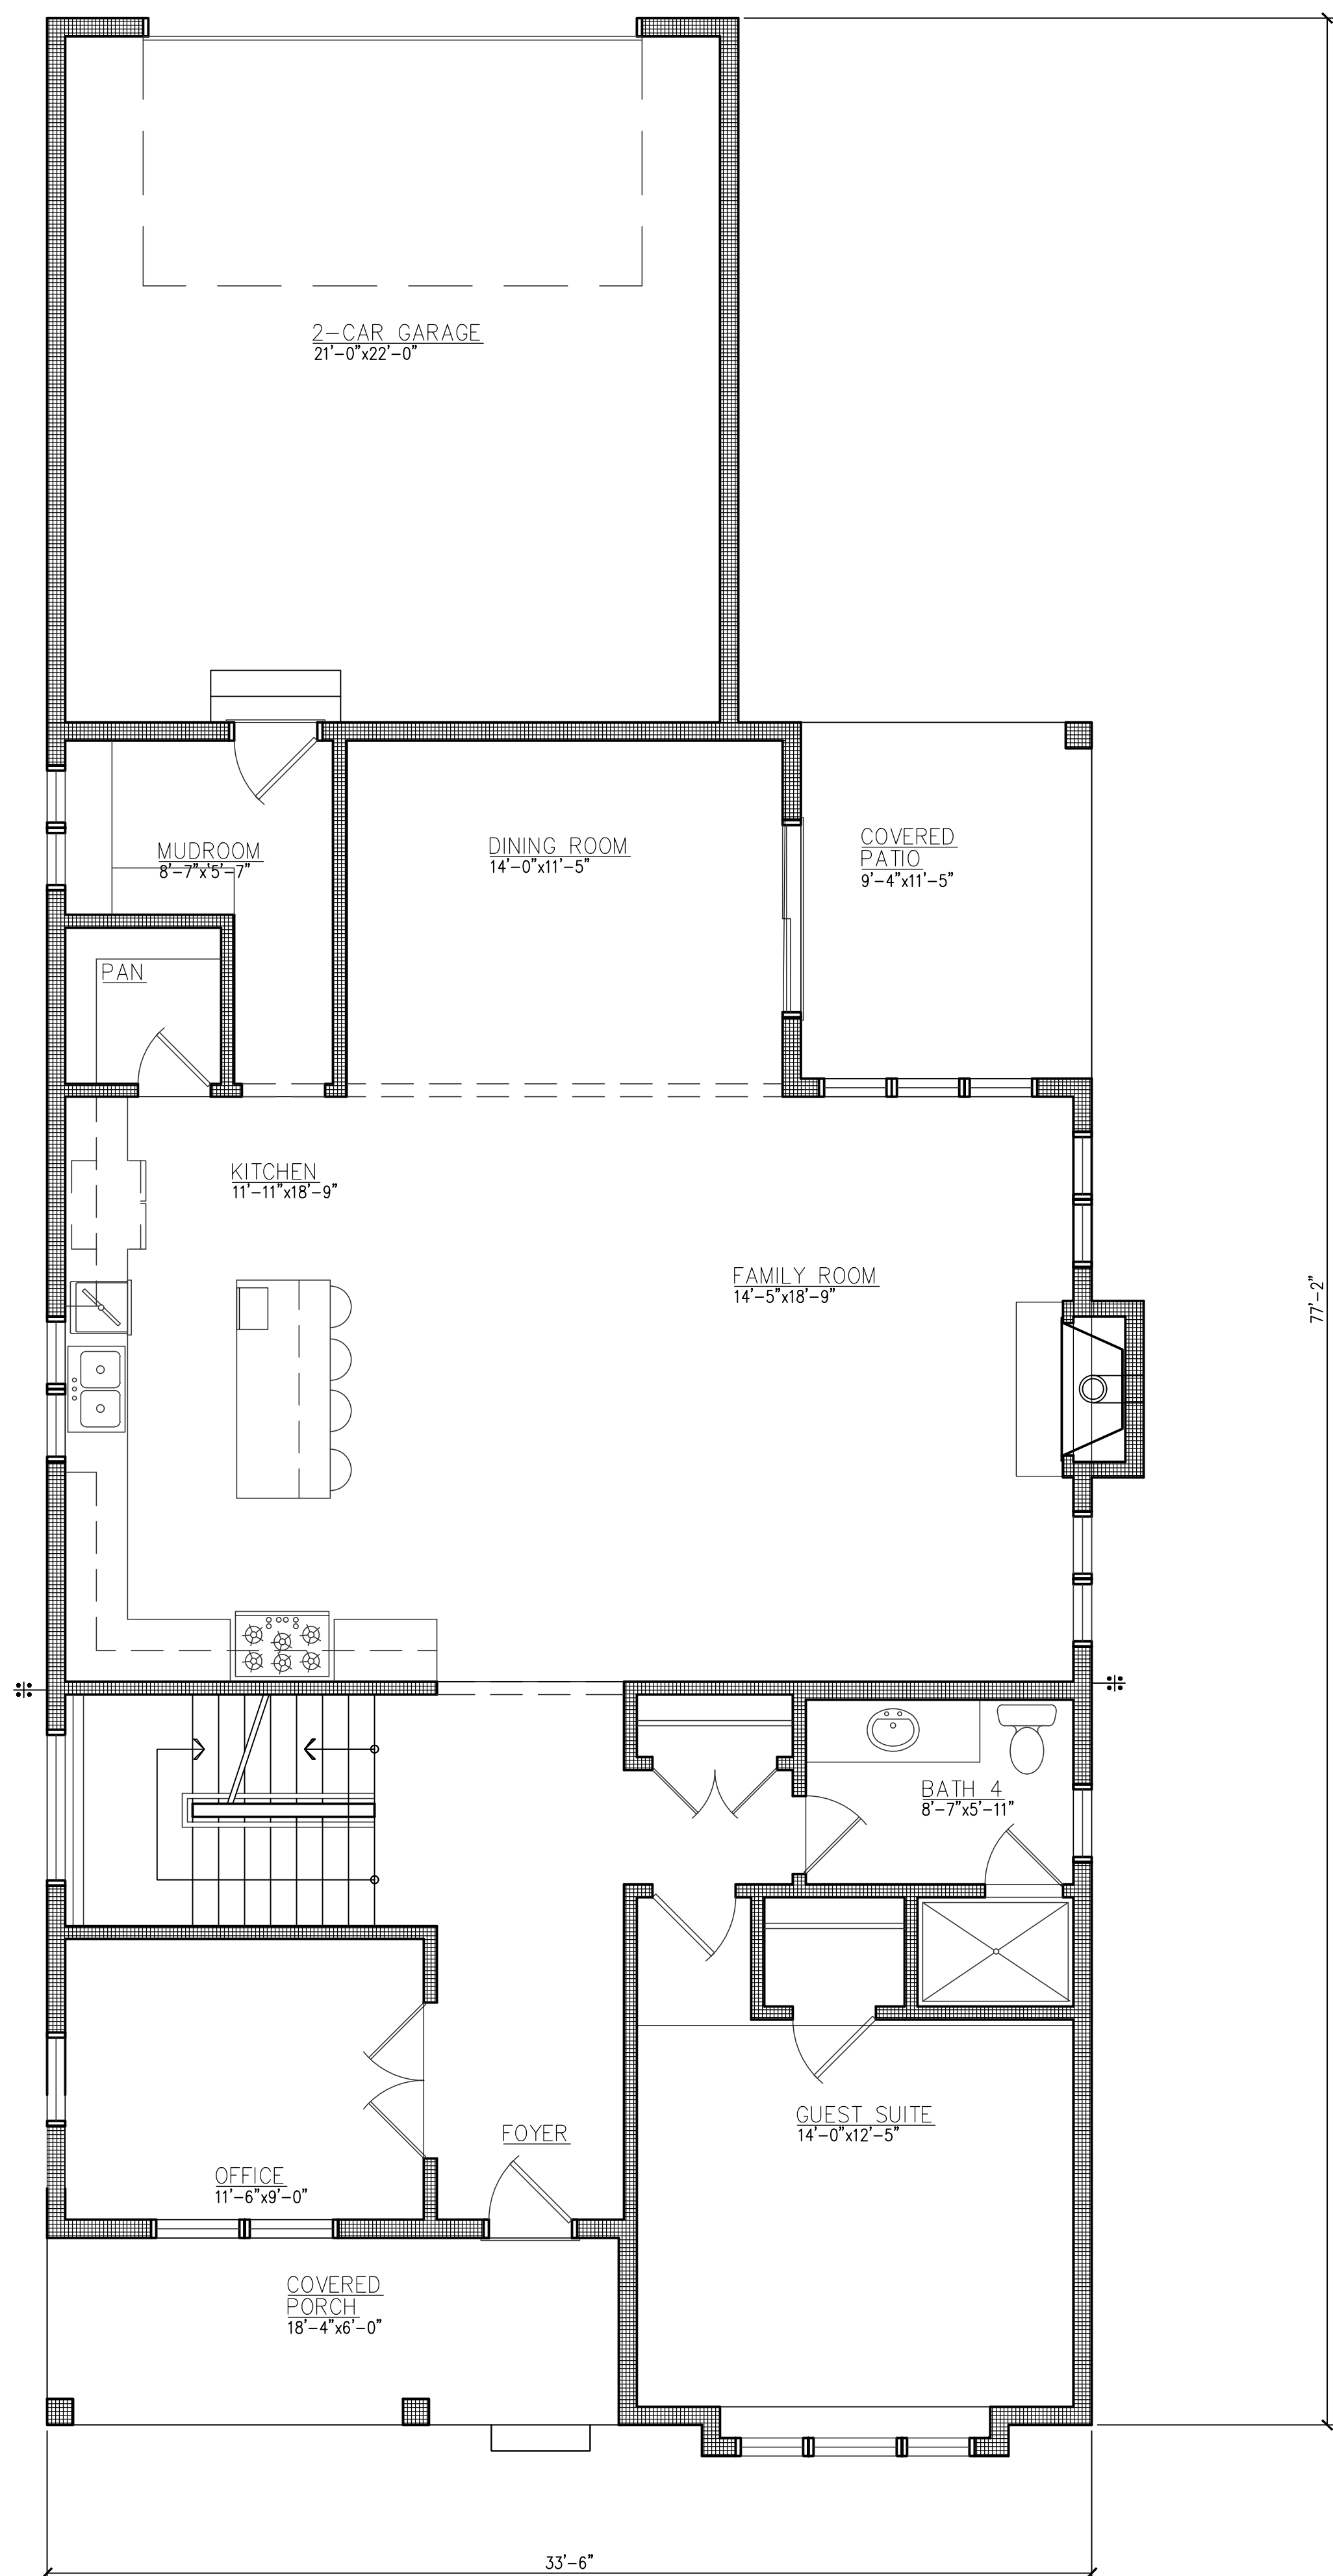 2-CAR GARAGE
21'-0"x22'-0"
MUDROOM
8'-7"x'5'-7"
DINING ROOM
14'-0"x11'-5"
COVERED
PATIO
9'-4"x11'-5"
PAN
KITCHEN
11'-11"x18'-9"
FAMILY ROOM
14'-5"x18'-9"
77'-2"
BATH 4
8'-7"x5'-11"
GUEST SUITE
14'-0"x12'-5"
FOYER
OFFICE
11'-6"x9'-0"
COVERED
PORCH
18'-4"x6'-0"
33'-6"